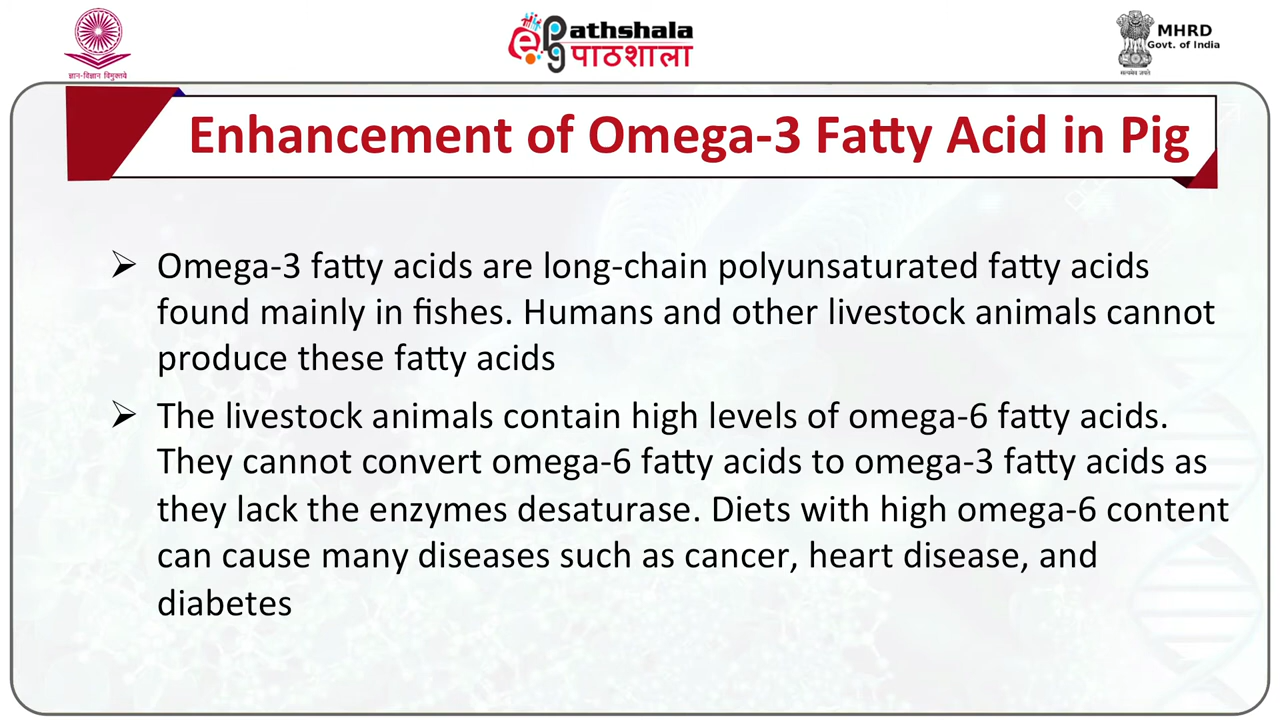 ज्ञान-विज्ञान विमुक्तये
ePathshala
पाठशाला
MHRD
Govt. of India
सत्यमेव जयते
Enhancement of Omega-3 Fatty Acid in Pig
➢ Omega-3 fatty acids are long-chain polyunsaturated fatty acids
found mainly in fishes. Humans and other livestock animals cannot
produce these fatty acids
➢ The livestock animals contain high levels of omega-6 fatty acids.
They cannot convert omega-6 fatty acids to omega-3 fatty acids as
they lack the enzymes desaturase. Diets with high omega-6 content
can cause many diseases such as cancer, heart disease, and
diabetes